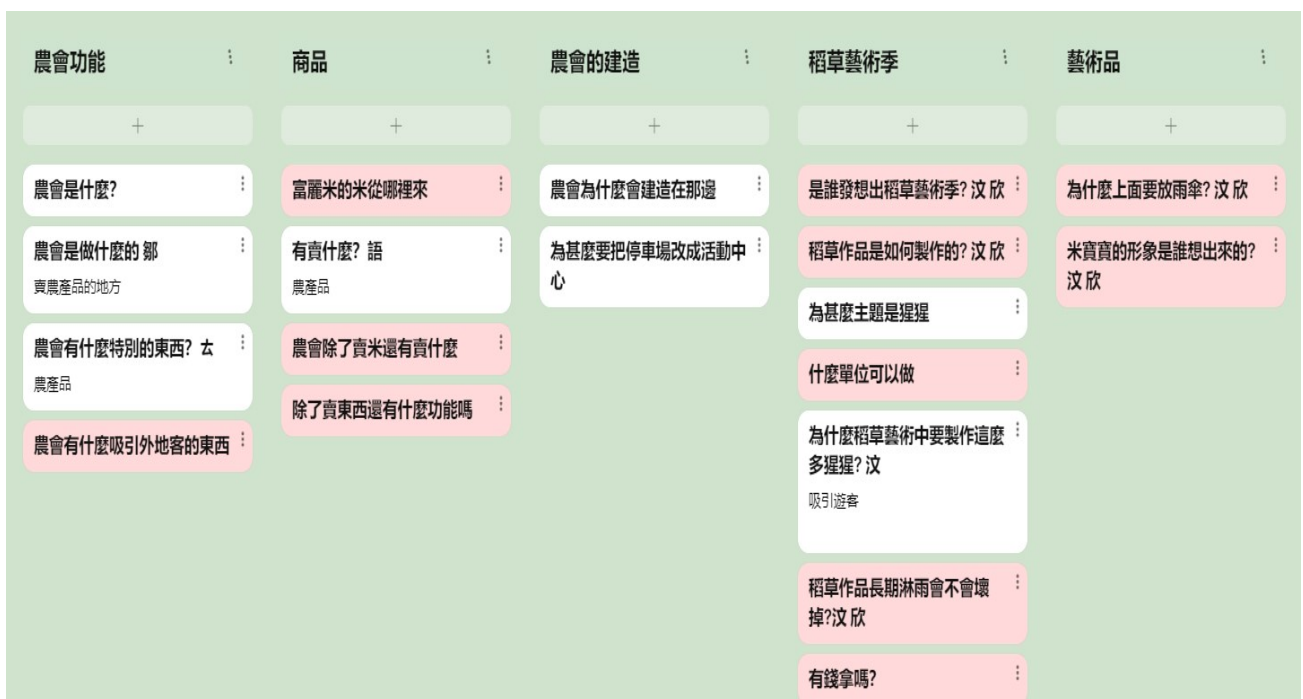 農會功能
農會是什麼?
農會是做什麼的 鄒
賣農產品的地方
農會有什麼特別的東西? ㄊ
農產品
農會有什麼吸引外地客的東西
商品
富麗米的米從哪裡來
有賣什麼? 語
農產品
農會除了賣米還有賣什麼
除了賣東西還有什麼功能嗎
農會的建造
農會為什麼會建造在那邊
為甚麼要把停車場改成活動中
心
稻草藝術季
是誰發想出稻草藝術季? 汶 欣
稻草作品是如何製作的? 汶 欣
為甚麼主題是猩猩
什麼單位可以做
為什麼稻草藝術中要製作這麼
多猩猩? 汶
吸引遊客
稻草作品長期淋雨會不會壞
掉?汶 欣
有錢拿嗎?
藝術品
為什麼上面要放雨傘? 汶 欣
米寶寶的形象是誰想出來的?
汶 欣